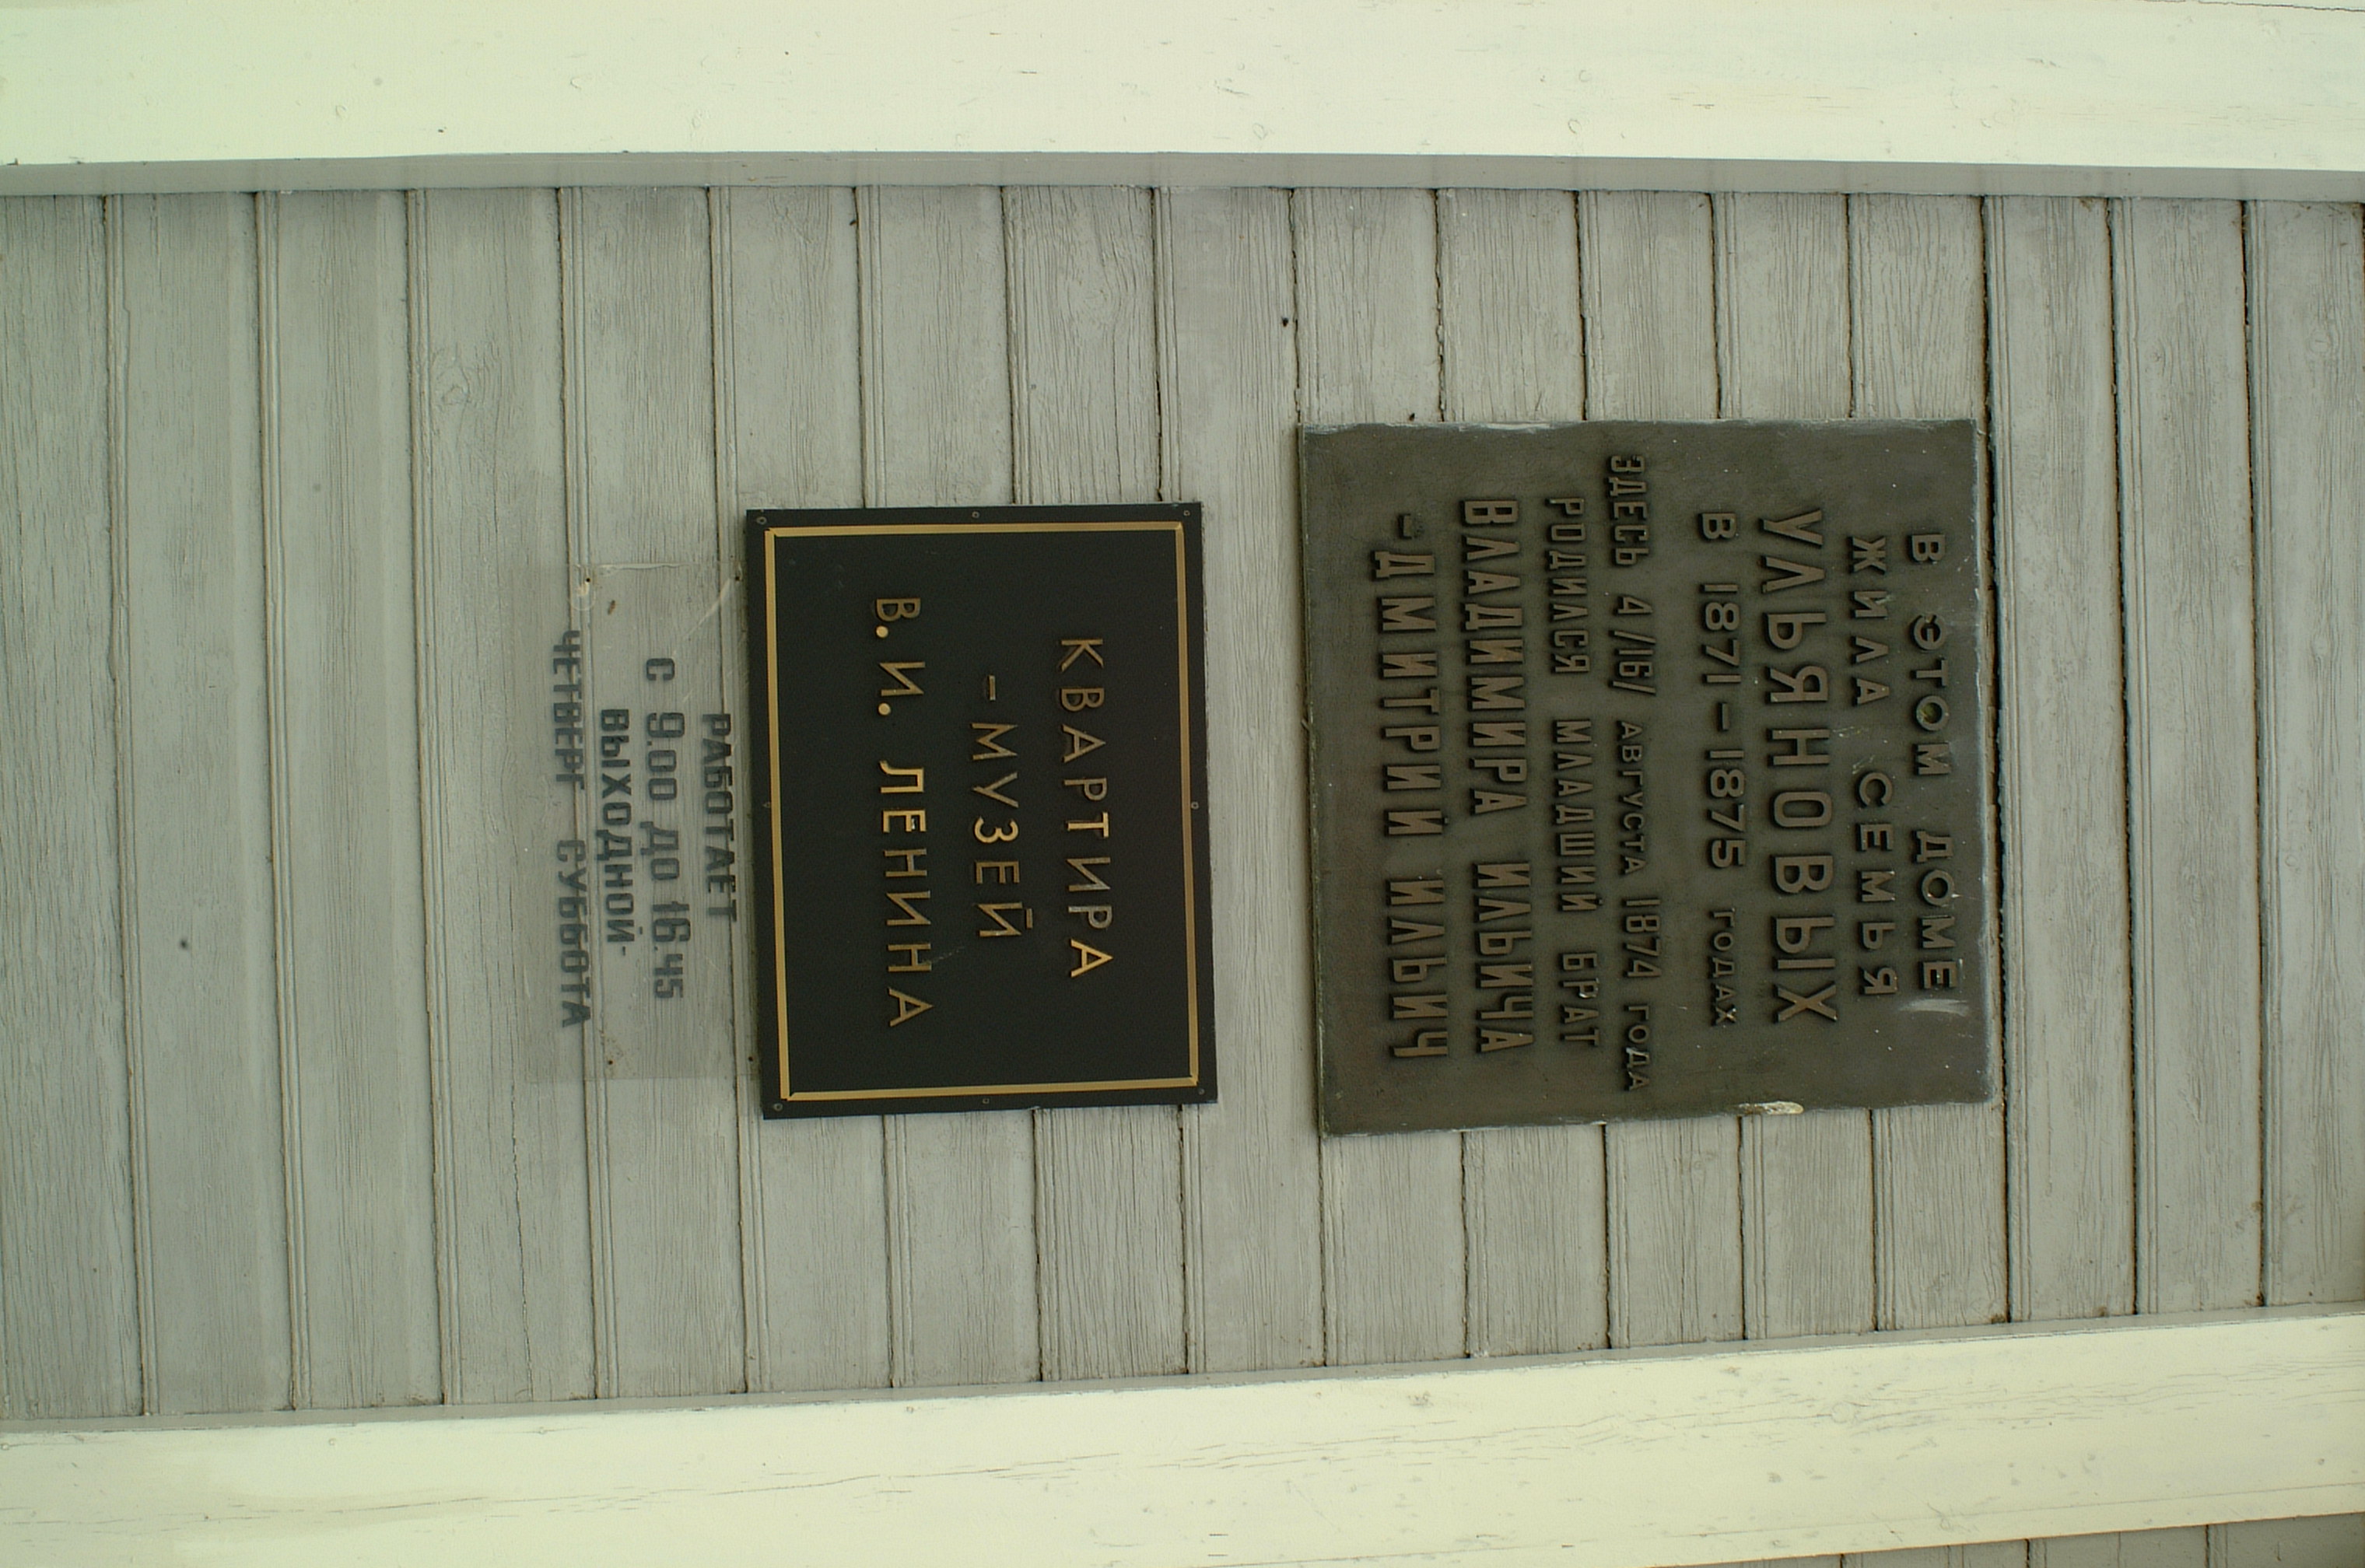 В ЭТОМ ДОМЕ
ЖИЛА СЕМЬЯ
УЛЬЯНОВЫХ
В 1871-1875 ГОДАХ
ЗДЕСЬ 4/16/ АВГУСТА 1874 ГОДА
РОДИЛСЯ МЛАДШИЙ БРАТ
ВЛАДИМИРА ИЛЬИЧА
-ДМИТРИЙ ИЛЬИЧ
КВАРТИРА
-МУЗЕЙ
В.И. ЛЕНИНА
РАБОТАЕТ
С 9.00 ДО 16.45
ВЫХОДНОЙ-
ЧЕТВЕРГ СУББОТА